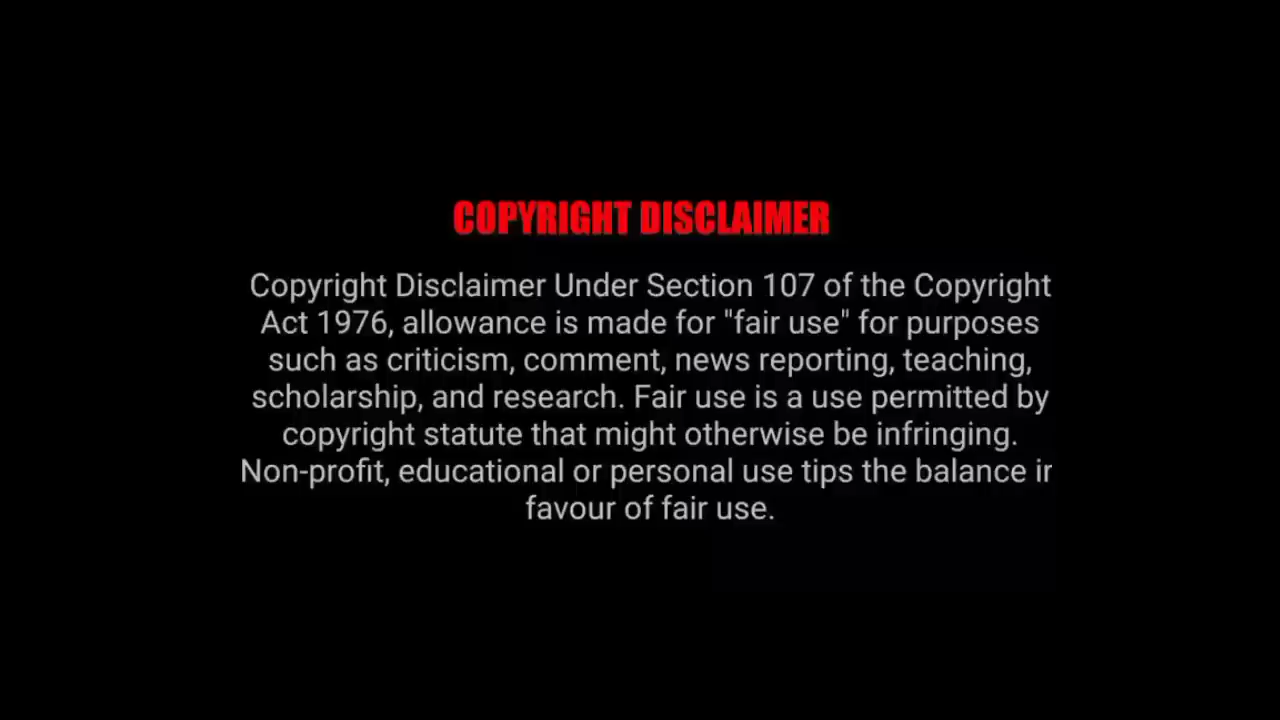 COPYRIGHT DISCLAIMER
Copyright Disclaimer Under Section 107 of the Copyright
Act 1976, allowance is made for "fair use" for purposes
such as criticism, comment, news reporting, teaching,
scholarship, and research. Fair use is a use permitted by
copyright statute that might otherwise be infringing.
Non-profit, educational or personal use tips the balance in
favour of fair use.